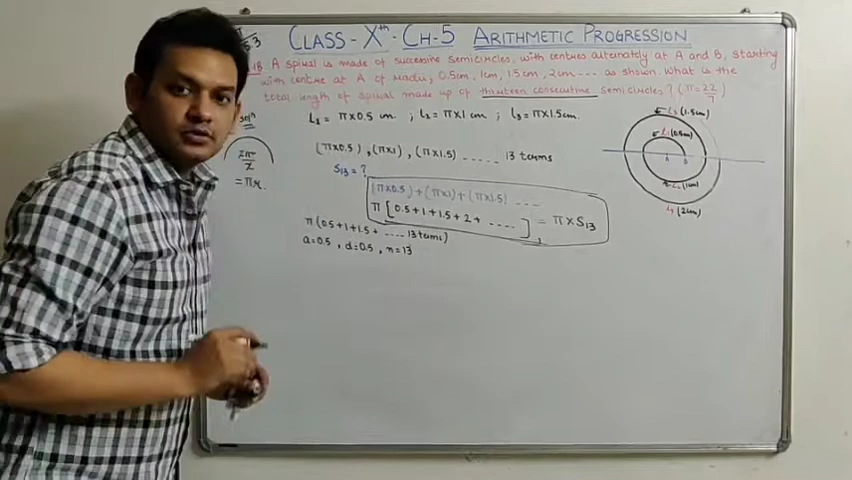 CLASS-Xth CH-5 ARITHMETIC PROGRESSION
18 A spiral is made of successive semicircles, with centres alternately at A and B, starting
with centre at A of radii, 0.5cm, 1cm, 1.5cm, 2cm --- as shown. What is the
total length of spiral made up of thirteen consecutive semicircles? (π=22/7)
L₁ = π×0.5 cm ; L₂ = π×1 cm ; L₃ = π×1.5cm.
(π×0.5), (π×1), (π×1.5) ..... 13 terms
S₁₃ = ?
(π×0.5)+(π×1)+(π×1.5) ....
π[0.5+1+1.5+2+ .....] = π×S₁₃
π(0.5+1+1.5+ .... 13 terms)
a=0.5, d=0.5, n=13
2πr/2
=πr.
L₃(1.5cm)
L₁(0.5cm)
A B
L₂(1cm)
L₄(2cm)